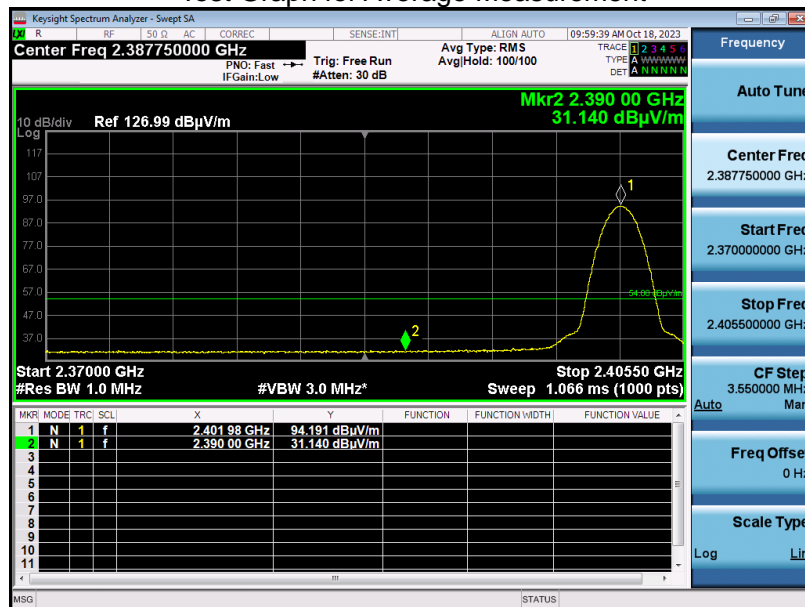 Test Graph for Average Measurement
Keysight Spectrum Analyzer - Swept SA
LXI R RF 50 Ω AC CORREC SENSE:INT ALIGN AUTO 09:59:39 AM Oct 18, 2023
Center Freq 2.387750000 GHz
PNO: Fast
IFGain:Low
Trig: Free Run
#Atten: 30 dB
Avg Type: RMS
Avg|Hold: 100/100
TRACE 1 2 3 4 5 6
TYPE A WWWWW
DET A N N N N N
Mkr2 2.390 00 GHz
31.140 dBµV/m
10 dB/div Ref 126.99 dBµV/m
Log
117
107
97.0
87.0
77.0
67.0
57.0
47.0
37.0
1
2
54.00 dBµV/m
Start 2.37000 GHz Stop 2.40550 GHz
#Res BW 1.0 MHz #VBW 3.0 MHz* Sweep 1.066 ms (1000 pts)
MKR MODE TRC SCL X Y FUNCTION FUNCTION WIDTH FUNCTION VALUE
1 N 1 f 2.401 98 GHz 94.191 dBµV/m
2 N 1 f 2.390 00 GHz 31.140 dBµV/m
3
4
5
6
7
8
9
10
11
MSG STATUS
Frequency
Auto Tune
Center Freq
2.387750000 GHz
Start Freq
2.370000000 GHz
Stop Freq
2.405500000 GHz
CF Step
3.550000 MHz
Auto Man
Freq Offset
0 Hz
Scale Type
Log Lin